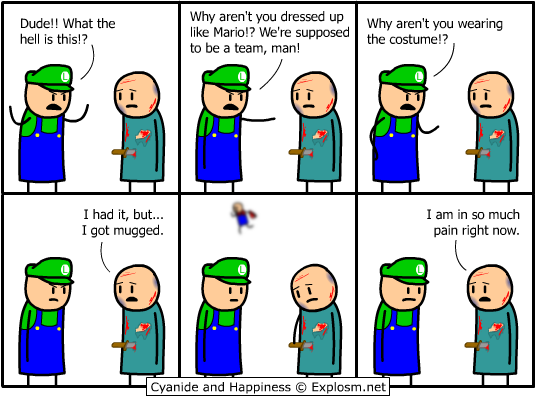 Dude!! What the
hell is this!?
L
Why aren't you dressed up
like Mario!? We're supposed
to be a team, man!
L
Why aren't you wearing
the costume!?
L
I had it, but...
I got mugged.
L
L
I am in so much
pain right now.
L
Cyanide and Happiness © Explosm.net